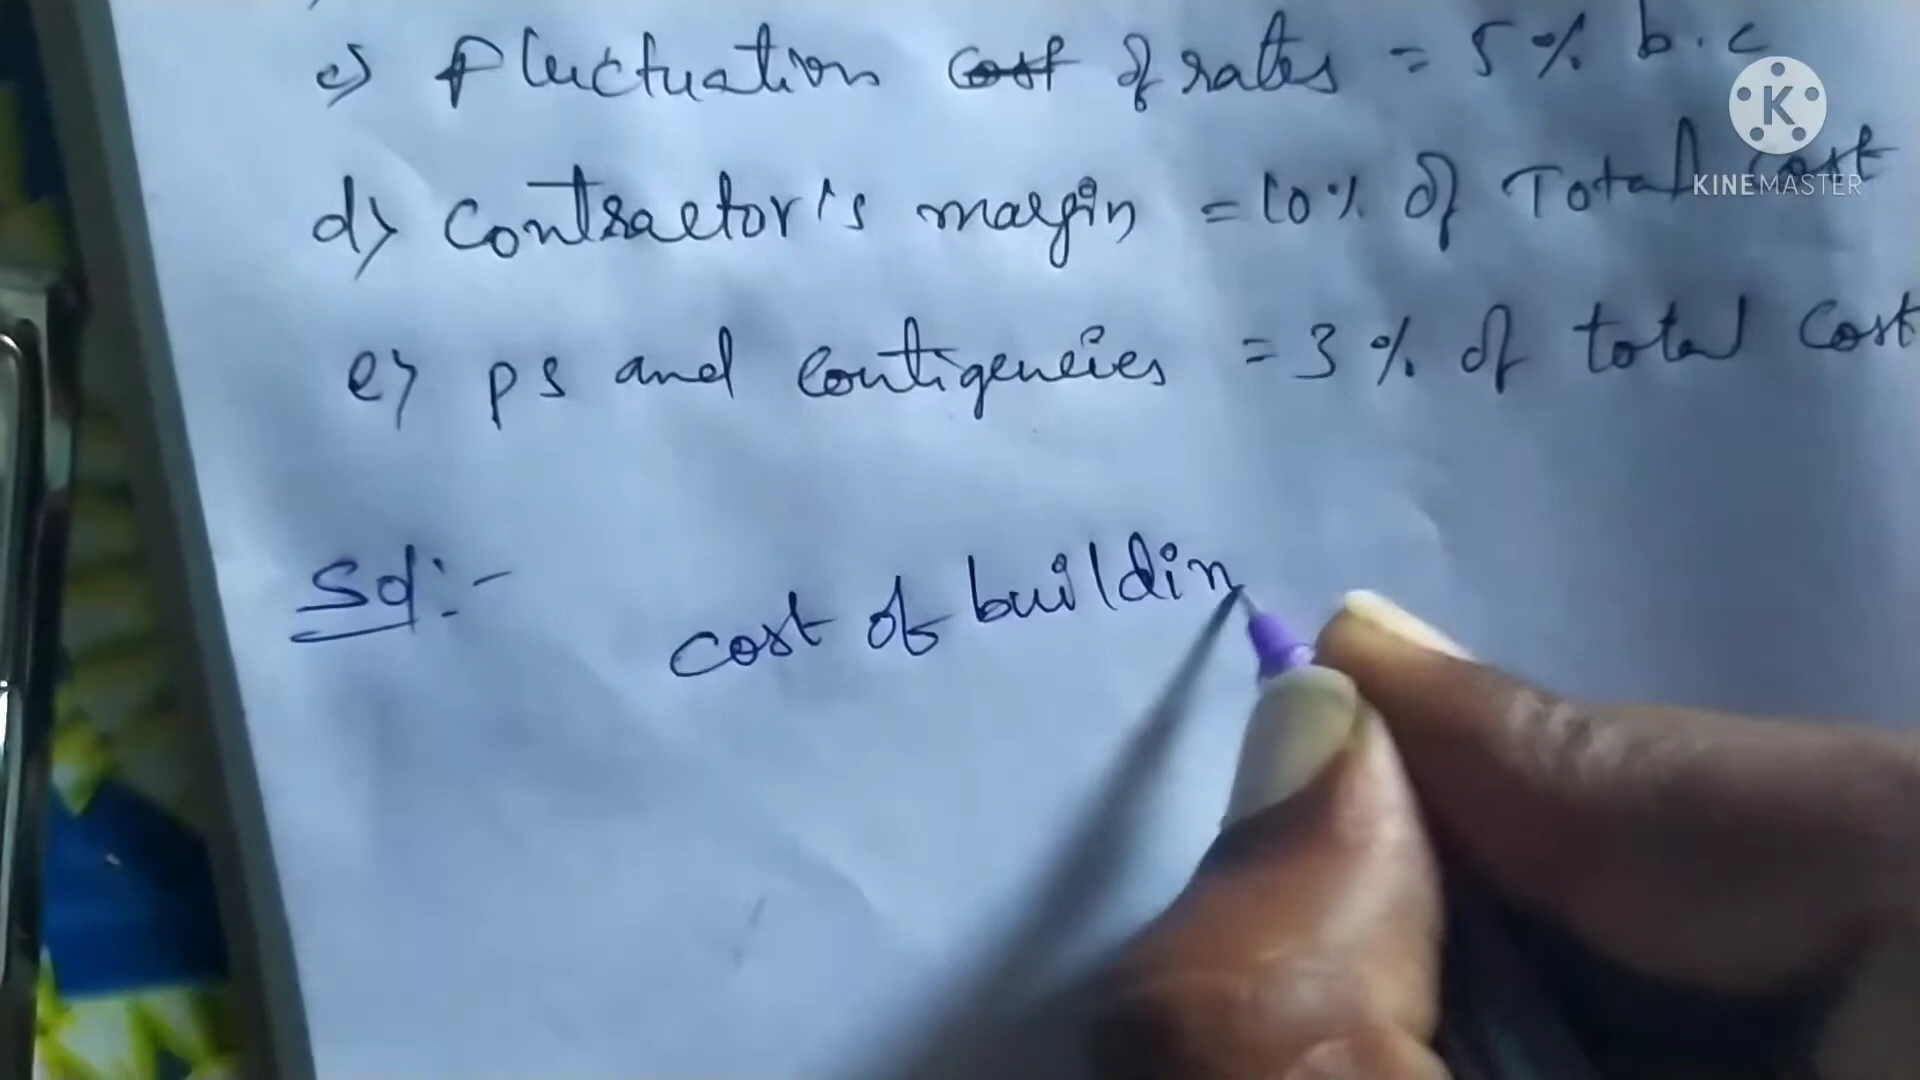 c) Fluctuation cost of rates = 5% b.c
d) Contractor's margin = 10% of Total cost
e) PS and contigencies = 3% of total cost
Sol:-
cost of buildin
K
KINEMASTER